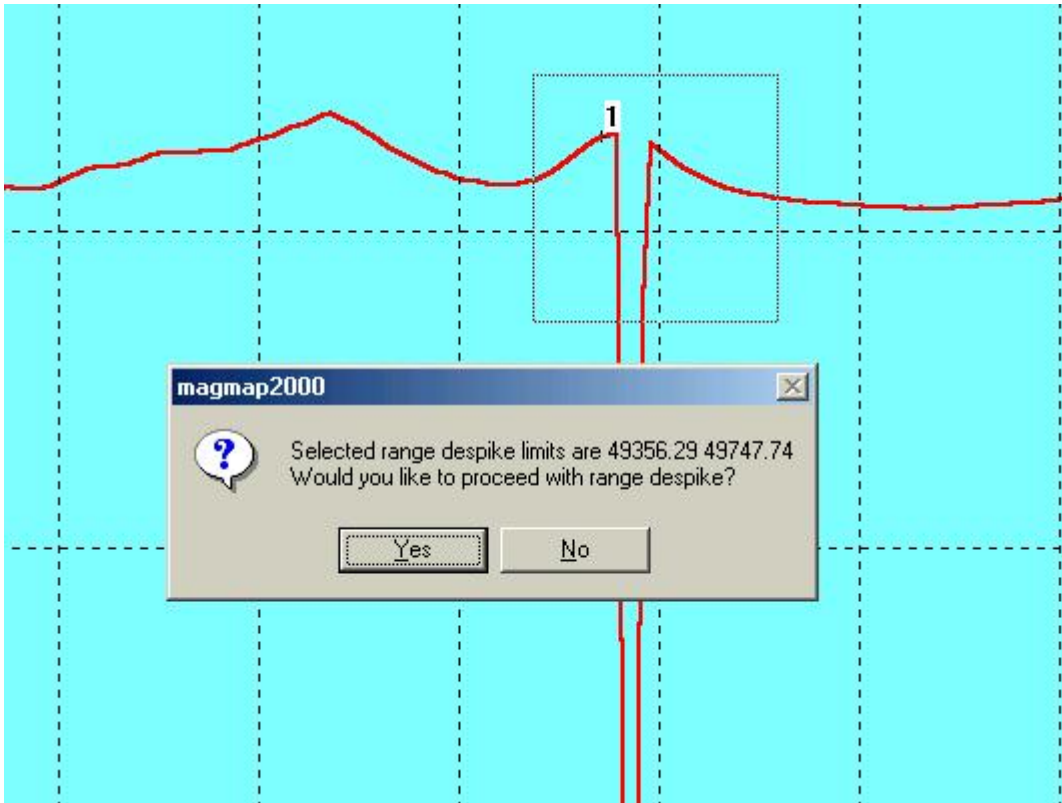 1
magmap2000
Selected range despike limits are 49356.29 49747.74
Would you like to proceed with range despike?
Yes
No